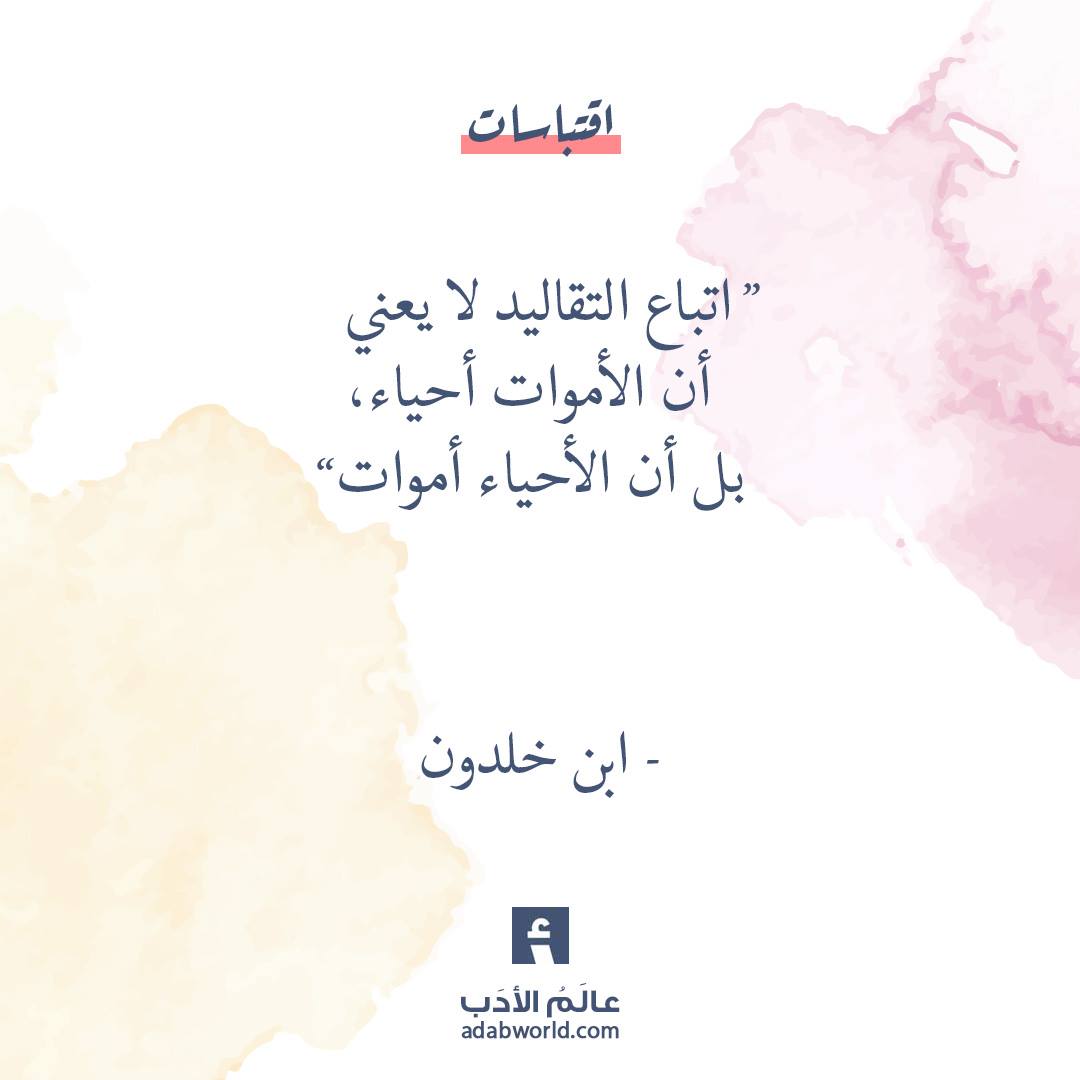 اقتباسات
” اتباع التقاليد لا يعني
أن الأموات أحياء،
بل أن الأحياء أموات“
- ابن خلدون
أ
عالَمُ الأدَب
adabworld.com